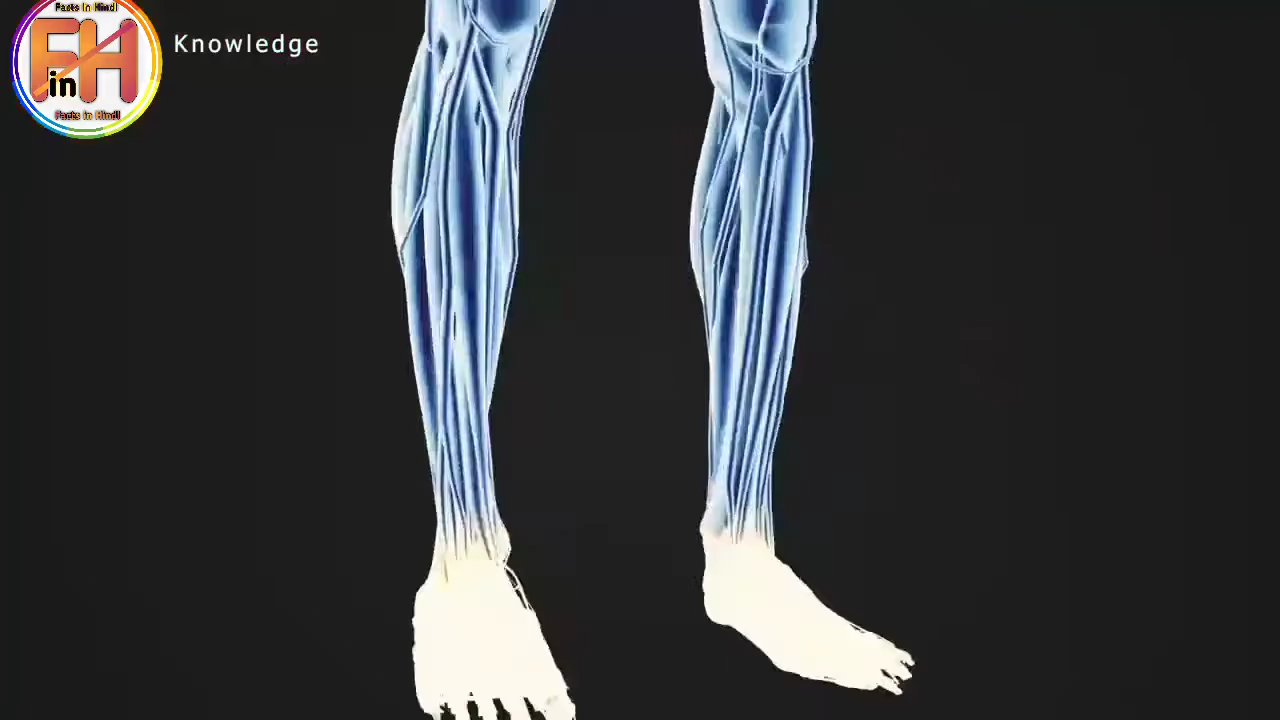 Facts in Hindi
FH
in
Facts in Hindi
Knowledge